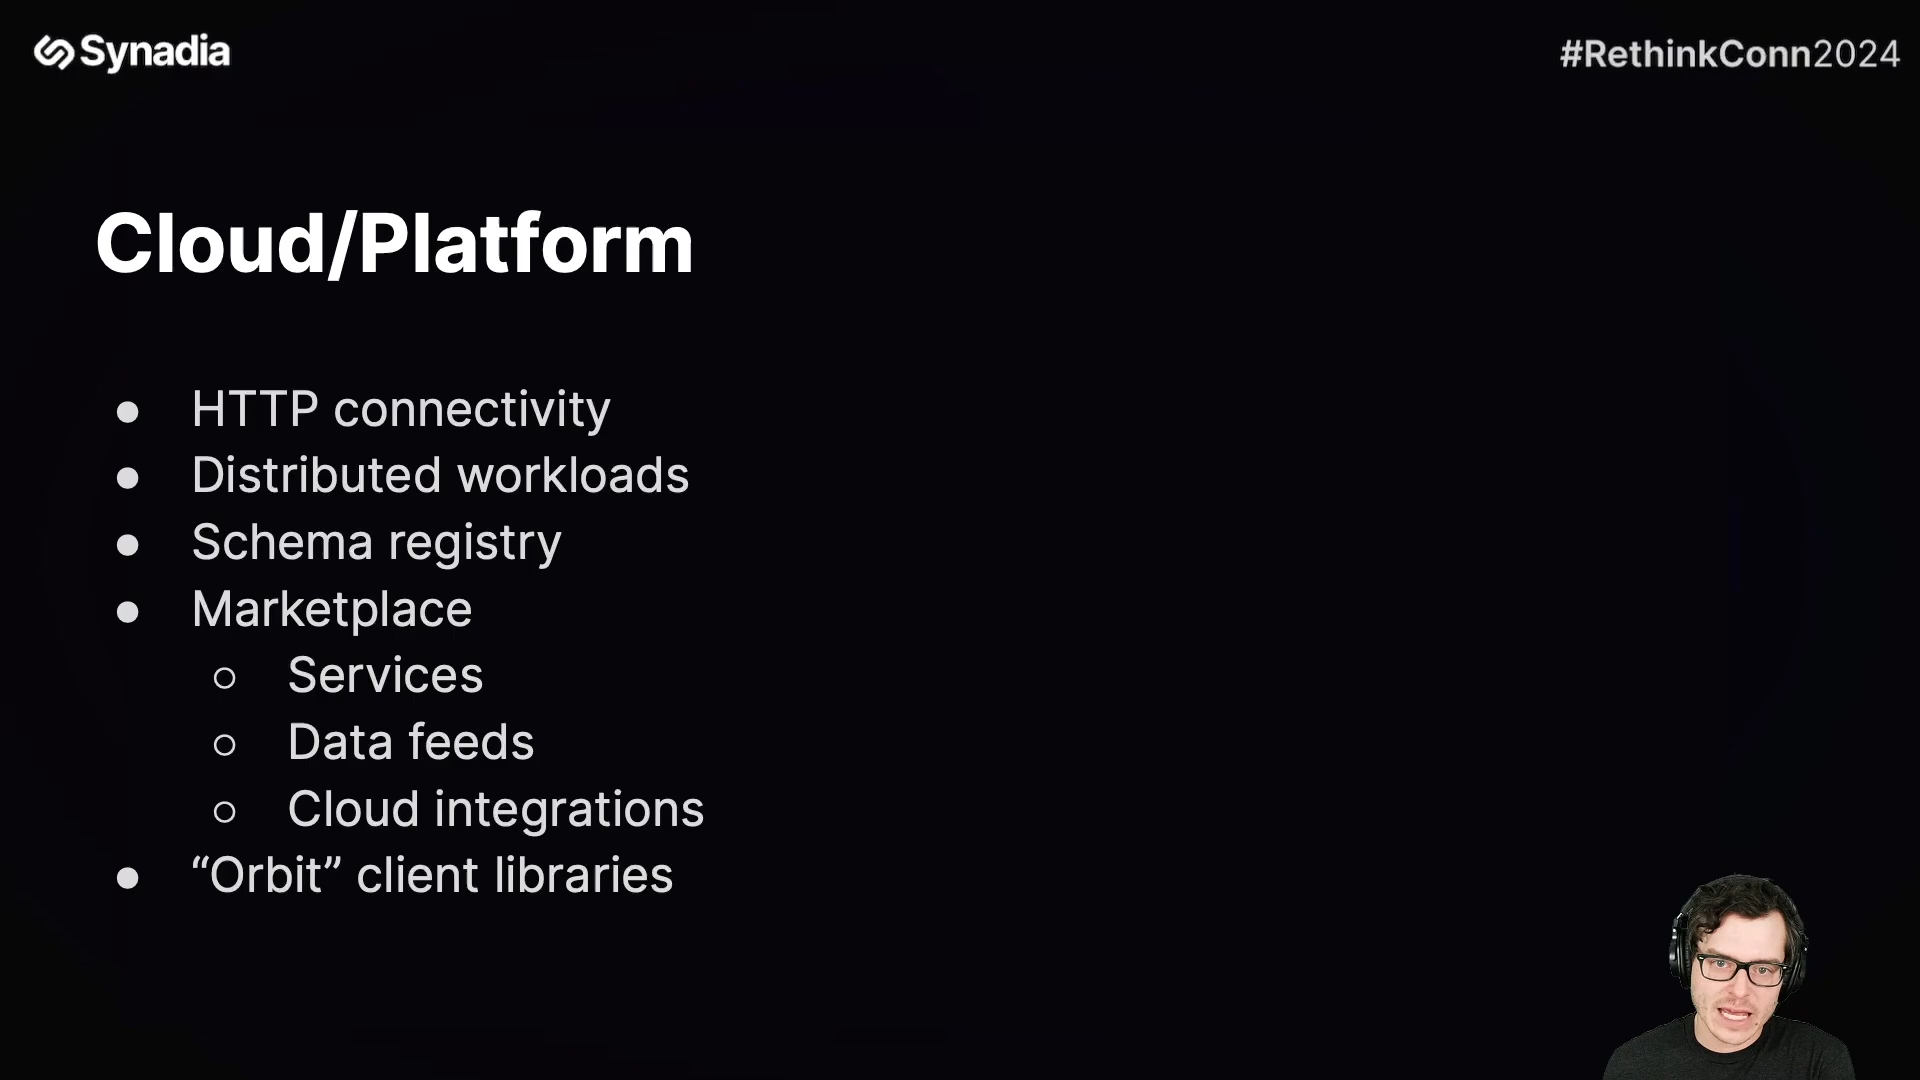 Synadia
#RethinkConn2024
Cloud/Platform
● HTTP connectivity
● Distributed workloads
● Schema registry
● Marketplace
○ Services
○ Data feeds
○ Cloud integrations
● “Orbit” client libraries